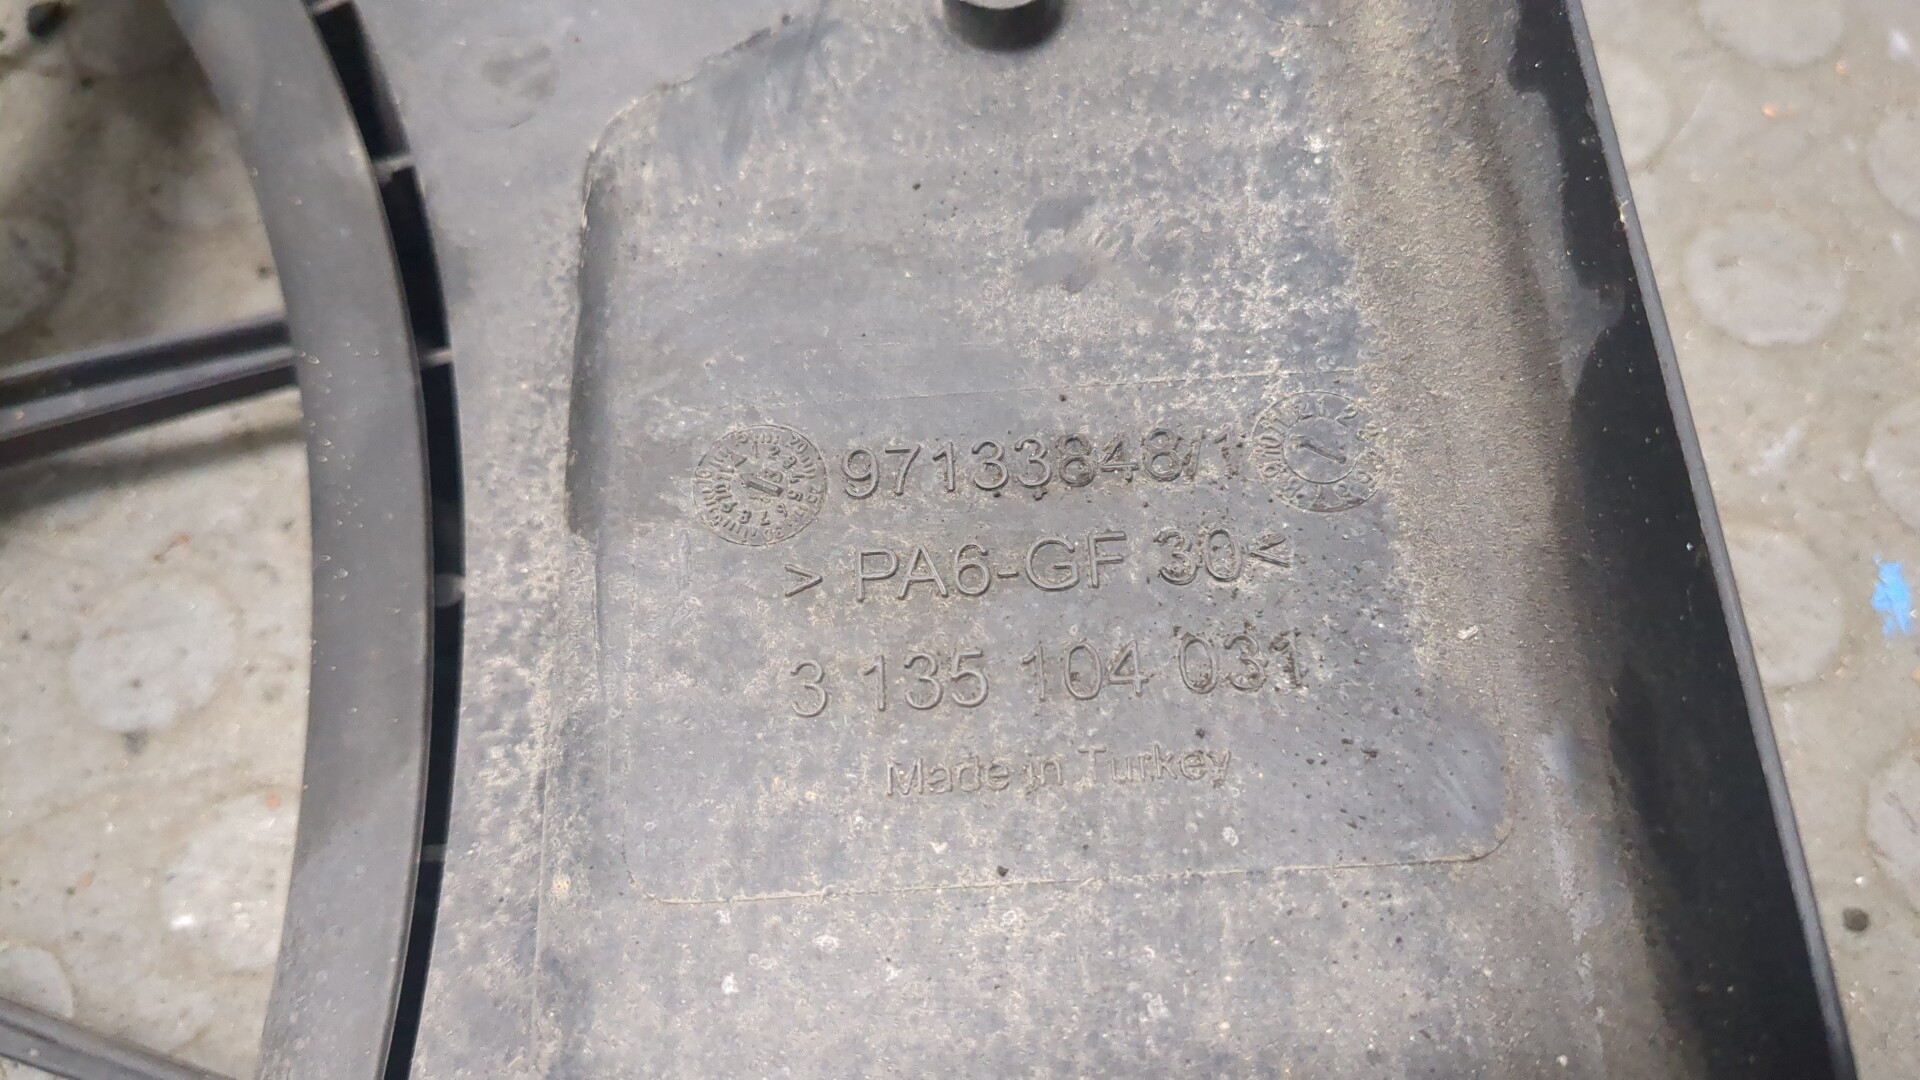 97133848/1
> PA6-GF 30<
3 135 104 031
Made in Turkey